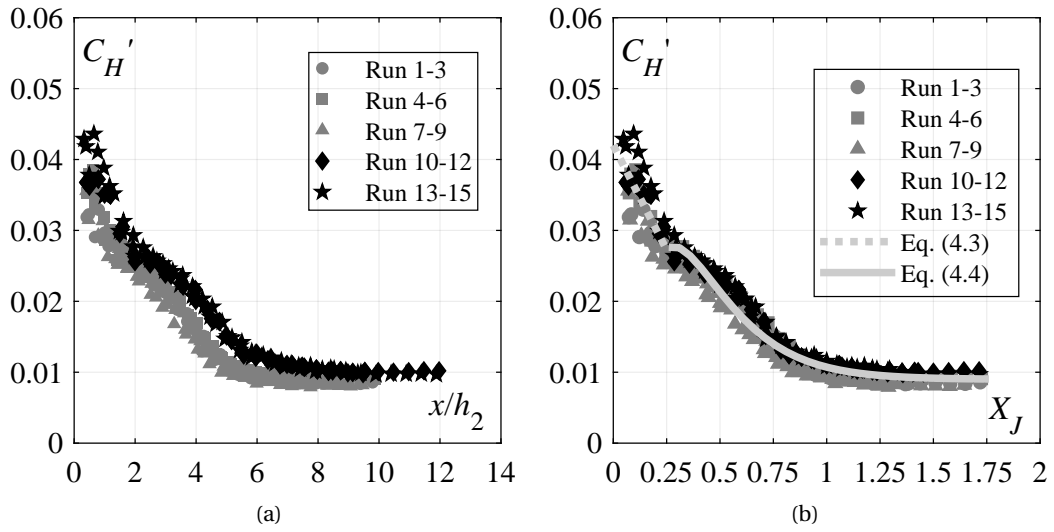 0.06
0.05
0.04
0.03
0.02
0.01
0
C_H'
Run 1-3
Run 4-6
Run 7-9
Run 10-12
Run 13-15
x/h_2
0 2 4 6 8 10 12 14
(a)
0.06
0.05
0.04
0.03
0.02
0.01
0
C_H'
Run 1-3
Run 4-6
Run 7-9
Run 10-12
Run 13-15
Eq. (4.3)
Eq. (4.4)
X_J
0 0.25 0.5 0.75 1 1.25 1.5 1.75 2
(b)